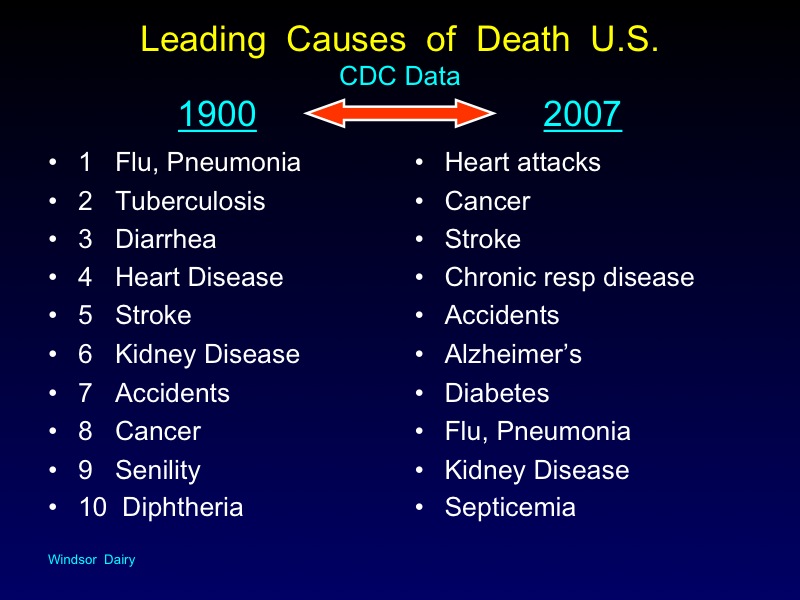 Leading Causes of Death U.S.
CDC Data
1900 2007
• 1 Flu, Pneumonia
• 2 Tuberculosis
• 3 Diarrhea
• 4 Heart Disease
• 5 Stroke
• 6 Kidney Disease
• 7 Accidents
• 8 Cancer
• 9 Senility
• 10 Diphtheria
• Heart attacks
• Cancer
• Stroke
• Chronic resp disease
• Accidents
• Alzheimer’s
• Diabetes
• Flu, Pneumonia
• Kidney Disease
• Septicemia
Windsor Dairy